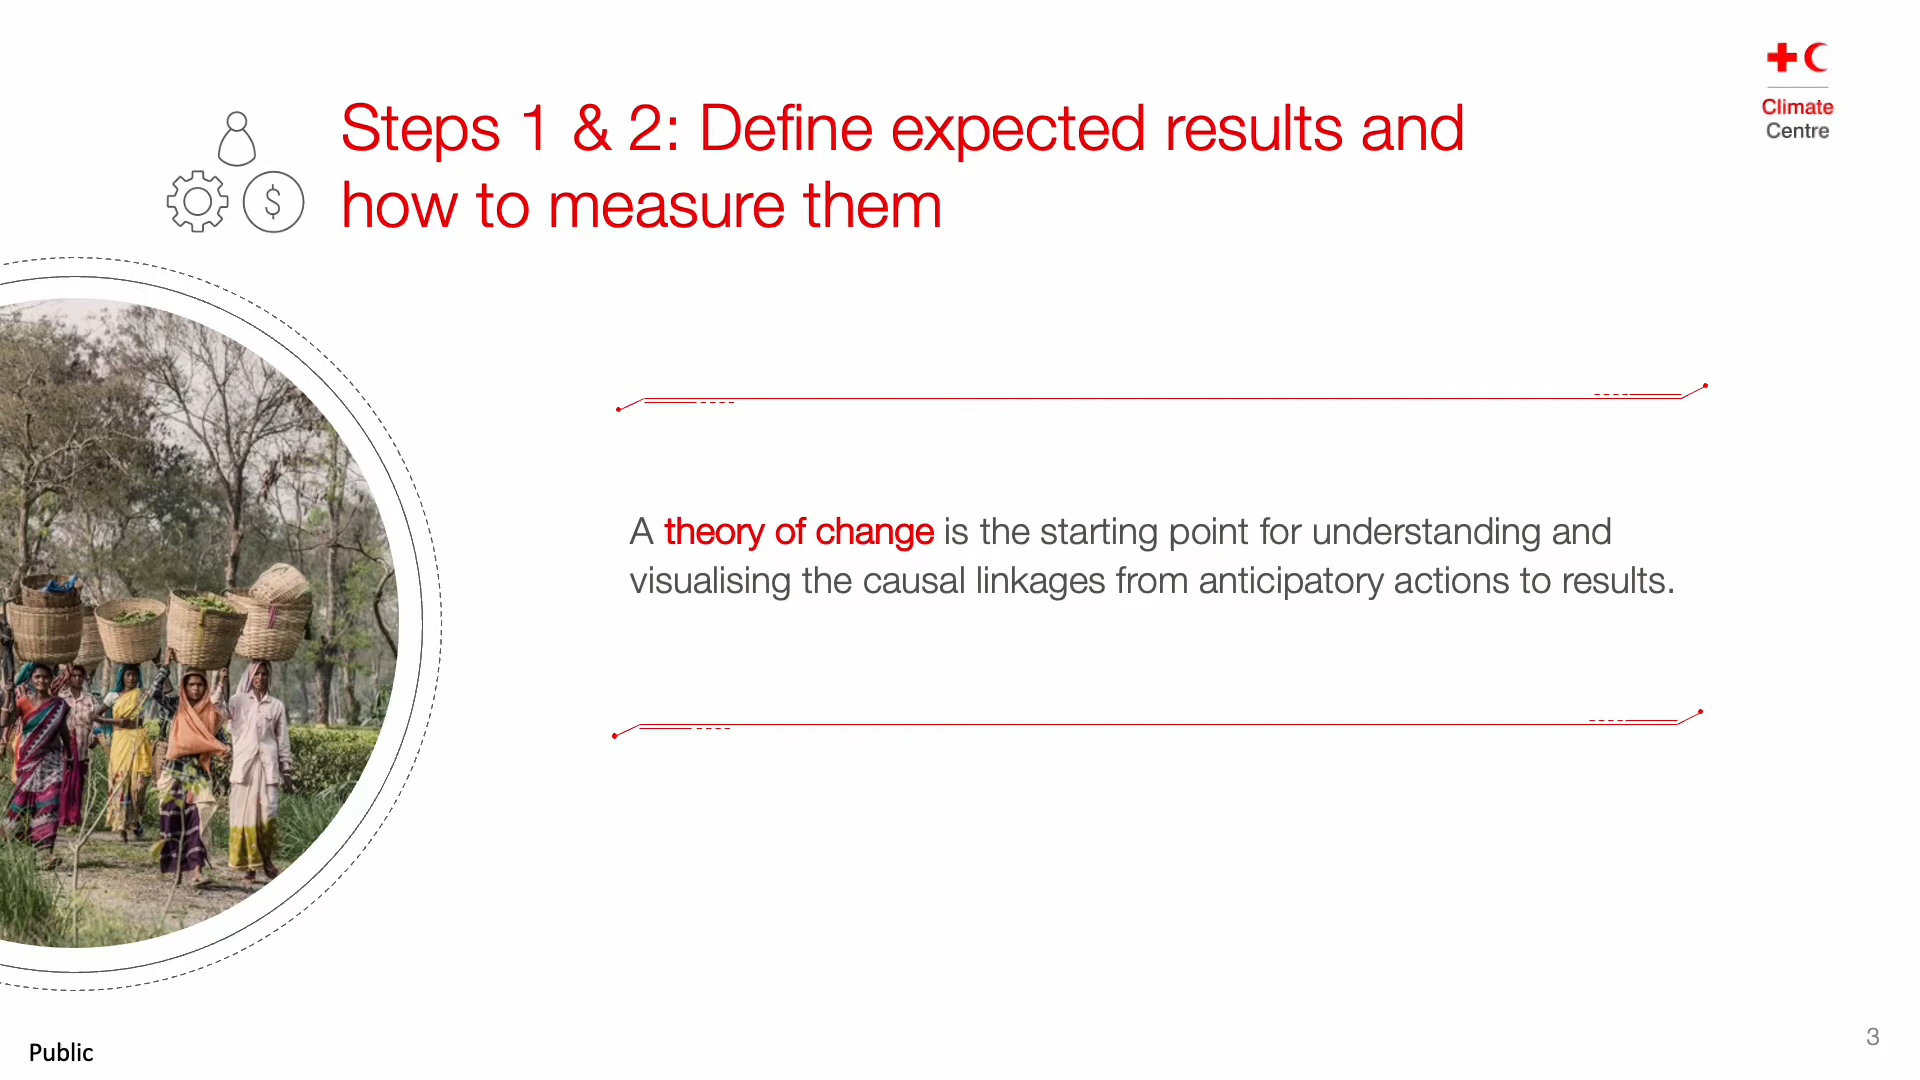 Climate
Centre
Steps 1 & 2: Define expected results and
how to measure them
$
A theory of change is the starting point for understanding and
visualising the causal linkages from anticipatory actions to results.
Public
3